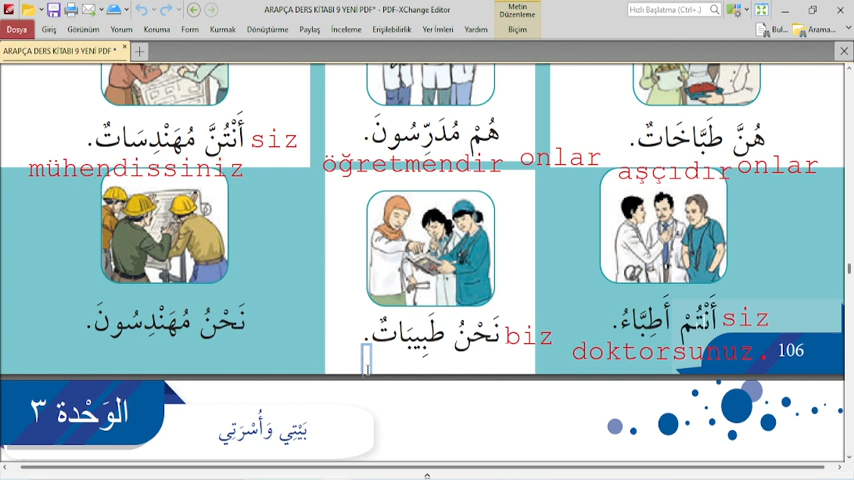 ARAPÇA DERS KİTABI 9 YENİ PDF* - PDF-XChange Editor
Metin Düzenleme
Hızlı Başlatma (Ctrl+.)
Dosya Giriş Görünüm Yorum Koruma Form Kurmak Dönüştürme Paylaş İnceleme Erişilebilirlik Yer İmleri Yardım Biçim Bul... Arama...
ARAPÇA DERS KİTABI 9 YENİ PDF *
هُنَّ طَبَّاخَاتٌ.
onlar aşçıdır
هُمْ مُدَرِّسُونَ.
onlar öğretmendir
أَنْتُنَّ مُهَنْدِسَاتٌ.
siz mühendissiniz
أَنْتُمْ أَطِبَّاءُ.
siz doktorsunuz.
نَحْنُ طَبِيبَاتٌ.
biz
نَحْنُ مُهَنْدِسُونَ.
106
الوَحْدة ٣
بَيْتِي وَأُسْرَتِي